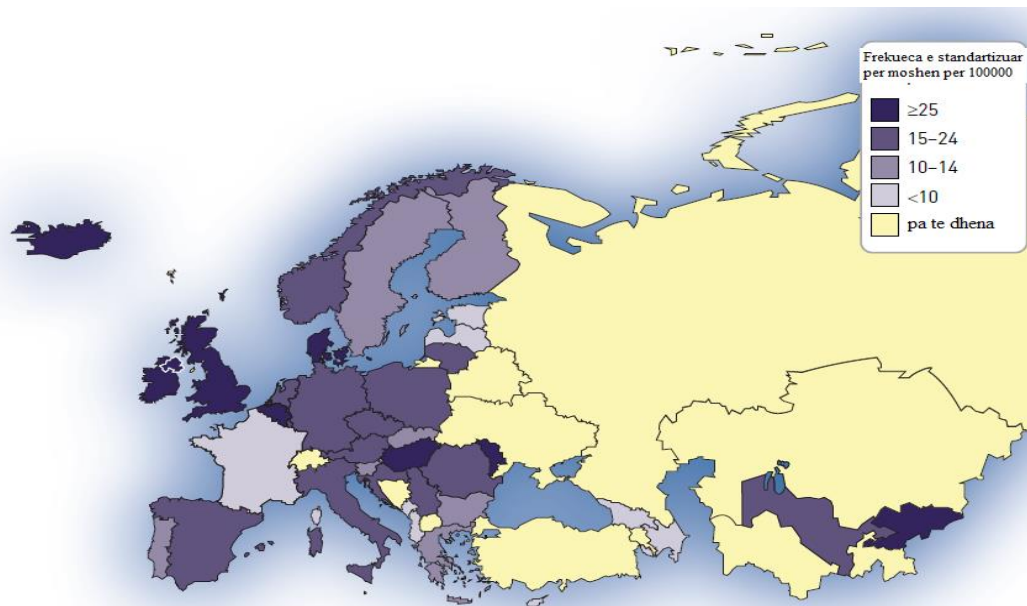 Frekueca e standartizuar
per moshen per 100000
≥25
15–24
10–14
<10
pa te dhena